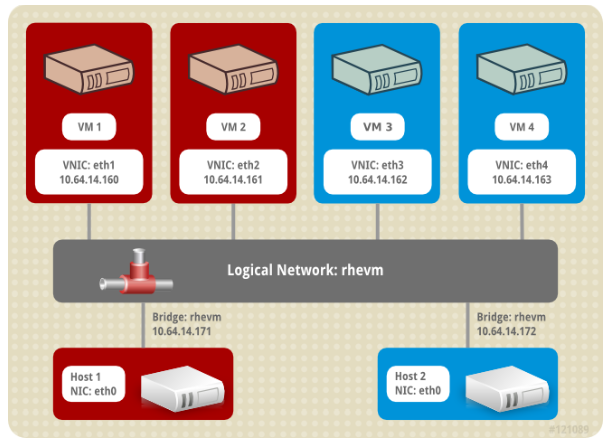 VM 1
VM 2
VM 3
VM 4
VNIC: eth1
10.64.14.160
VNIC: eth2
10.64.14.161
VNIC: eth3
10.64.14.162
VNIC: eth4
10.64.14.163
Logical Network: rhevm
Bridge: rhevm
10.64.14.171
Bridge: rhevm
10.64.14.172
Host 1
NIC: eth0
Host 2
NIC: eth0
#121089